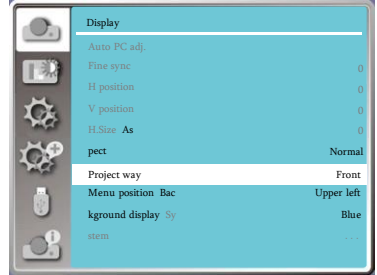 Display
Auto PC adj.
Fine sync 0
H position 0
V position 0
H.Size As 0
pect Normal
Project way Front
Menu position Bac Upper left
kground display Sy Blue
stem ...